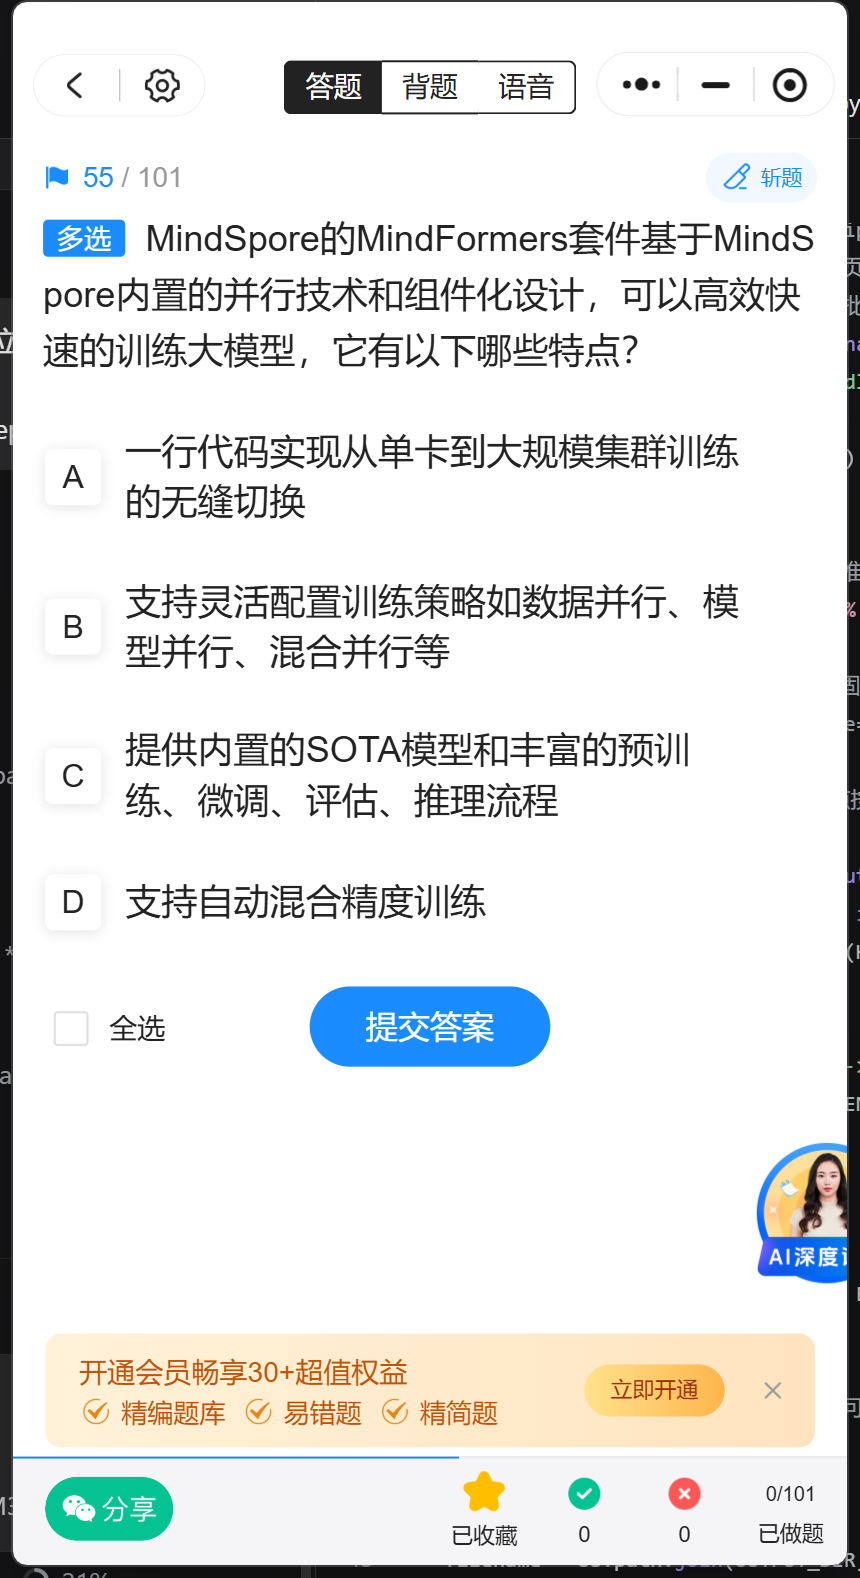 答题 背题 语音
55 / 101
斩题
多选 MindSpore的MindFormers套件基于MindS
pore内置的并行技术和组件化设计，可以高效快
速的训练大模型，它有以下哪些特点？
A 一行代码实现从单卡到大规模集群训练
的无缝切换
B 支持灵活配置训练策略如数据并行、模
型并行、混合并行等
C 提供内置的SOTA模型和丰富的预训
练、微调、评估、推理流程
D 支持自动混合精度训练
全选
提交答案
AI深度
开通会员畅享30+超值权益
精编题库 易错题 精简题
立即开通
分享
已收藏
0
0
0/101
已做题